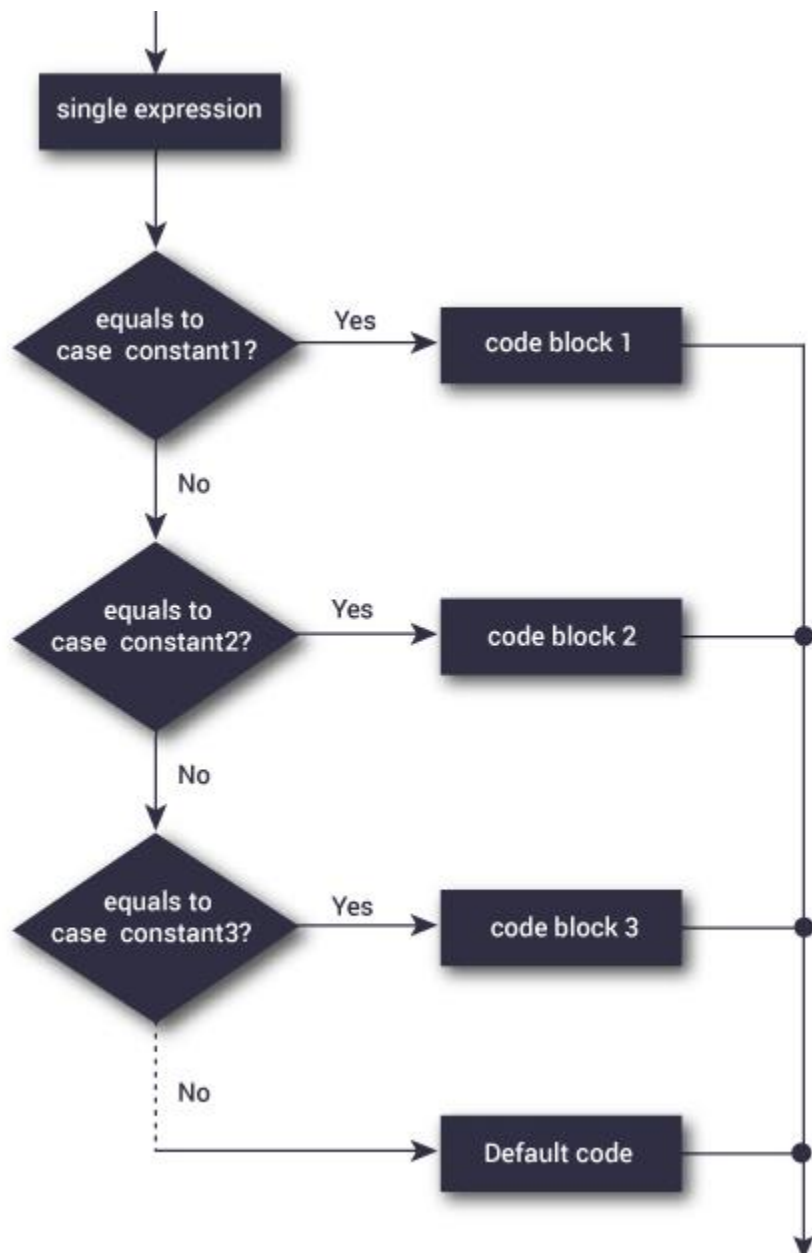 single expression
equals to
case constant1?
Yes
code block 1
No
equals to
case constant2?
Yes
code block 2
No
equals to
case constant3?
Yes
code block 3
No
Default code